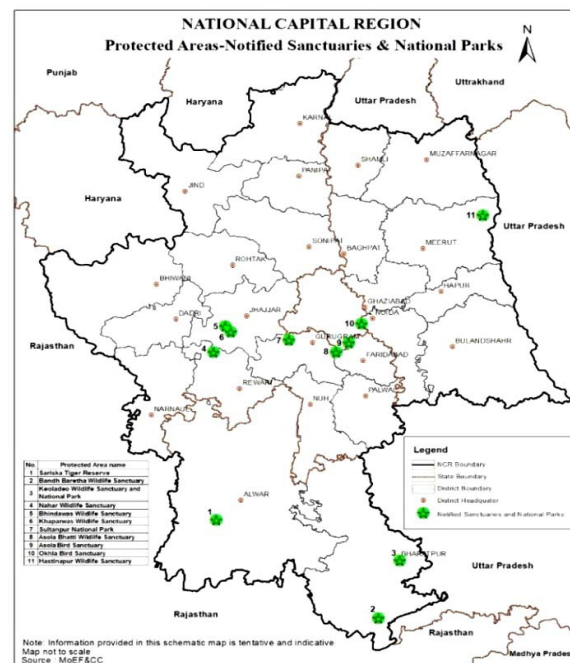 NATIONAL CAPITAL REGION
Protected Areas-Notified Sanctuaries & National Parks
N
Punjab
Haryana
Uttar Pradesh
Uttrakhand
KARNAL
SHAMLI
MUZAFFARNAGAR
PANIPAT
JIND
Haryana
11
Uttar Pradesh
SONIPAT
BAGHPAT
MEERUT
ROHTAK
BHIWANI
HAPUR
GHAZIABAD
DADRI
JHAJJAR
NOIDA
5
10
6
7
GURUGRAM
9
BULANDSHAHR
Rajasthan
4
8
FARIDABAD
REWARI
PALWAL
NUH
NARNAUL
Legend
NCR Boundary
State Boundary
District Boundary
District Headquater
Notified Sanctuaries and National Parks
No. Protected Area name
1 Sariska Tiger Reserve
2 Bandh Baretha Wildlife Sanctuary
3 Keoladeo Wildlife Sanctuary and National Park
4 Nahar Wildlife Sanctuary
5 Bhindawas Wildlife Sanctuary
6 Khaparwas Wildlife Sanctuary
7 Sultanpur National Park
8 Asola Bhatti Wildlife Sanctuary
9 Asola Bird Sanctuary
10 Okhla Bird Sanctuary
11 Hastinapur Wildlife Sanctuary
ALWAR
1
3
BHARATPUR
Uttar Pradesh
2
Rajasthan
Rajasthan
Madhya Pradesh
Note: Information provided in this schematic map is tentative and indicative
Map not to scale
Source : MoEF&CC